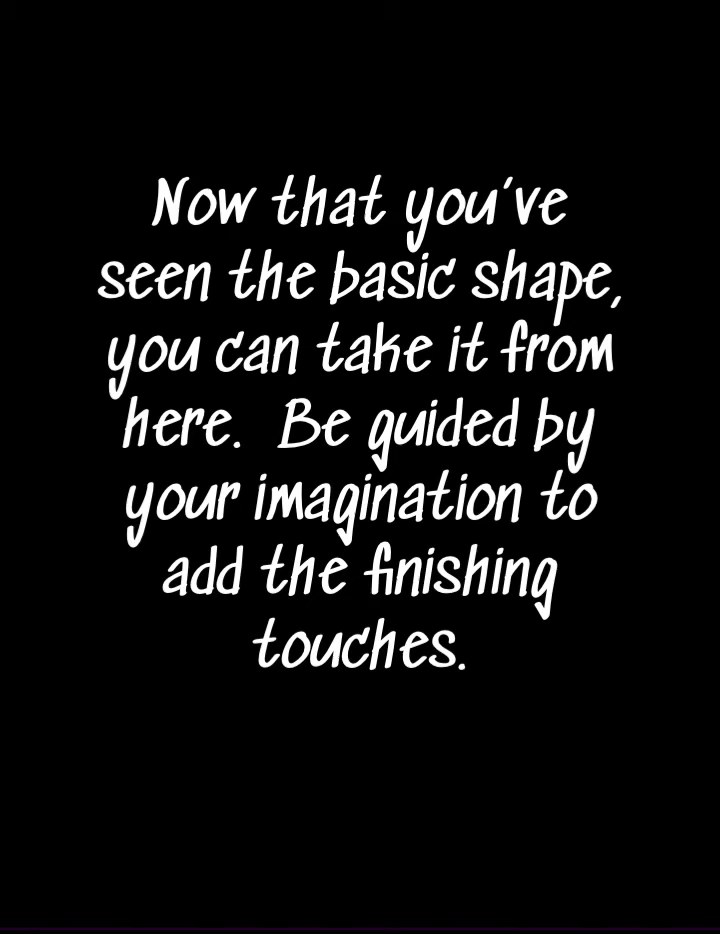 Now that you've
seen the basic shape,
you can take it from
here.  Be guided by
your imagination to
add the finishing
touches.